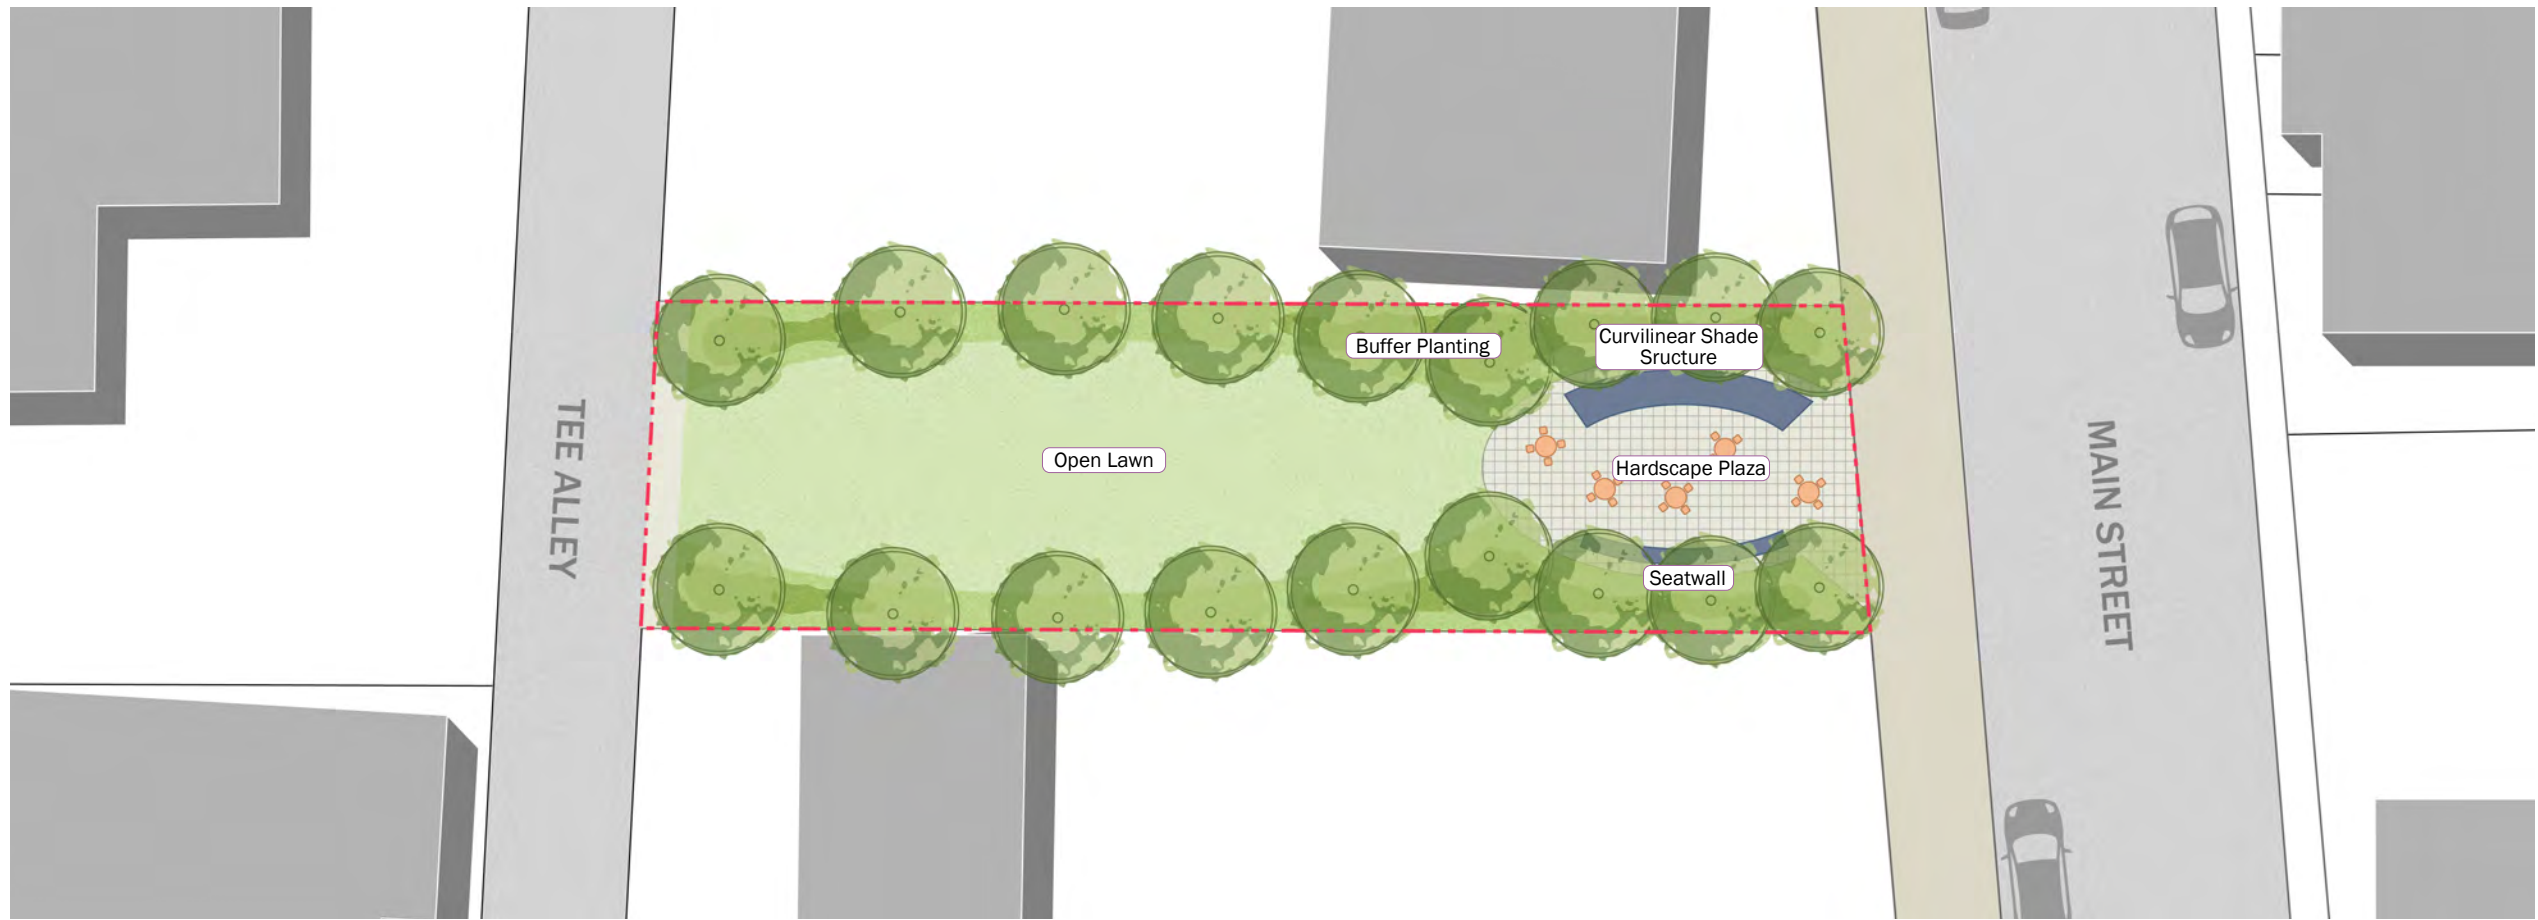 Curvilinear Shade
Sructure
Buffer Planting
Open Lawn
Hardscape Plaza
Seatwall
TEE ALLEY
MAIN STREET